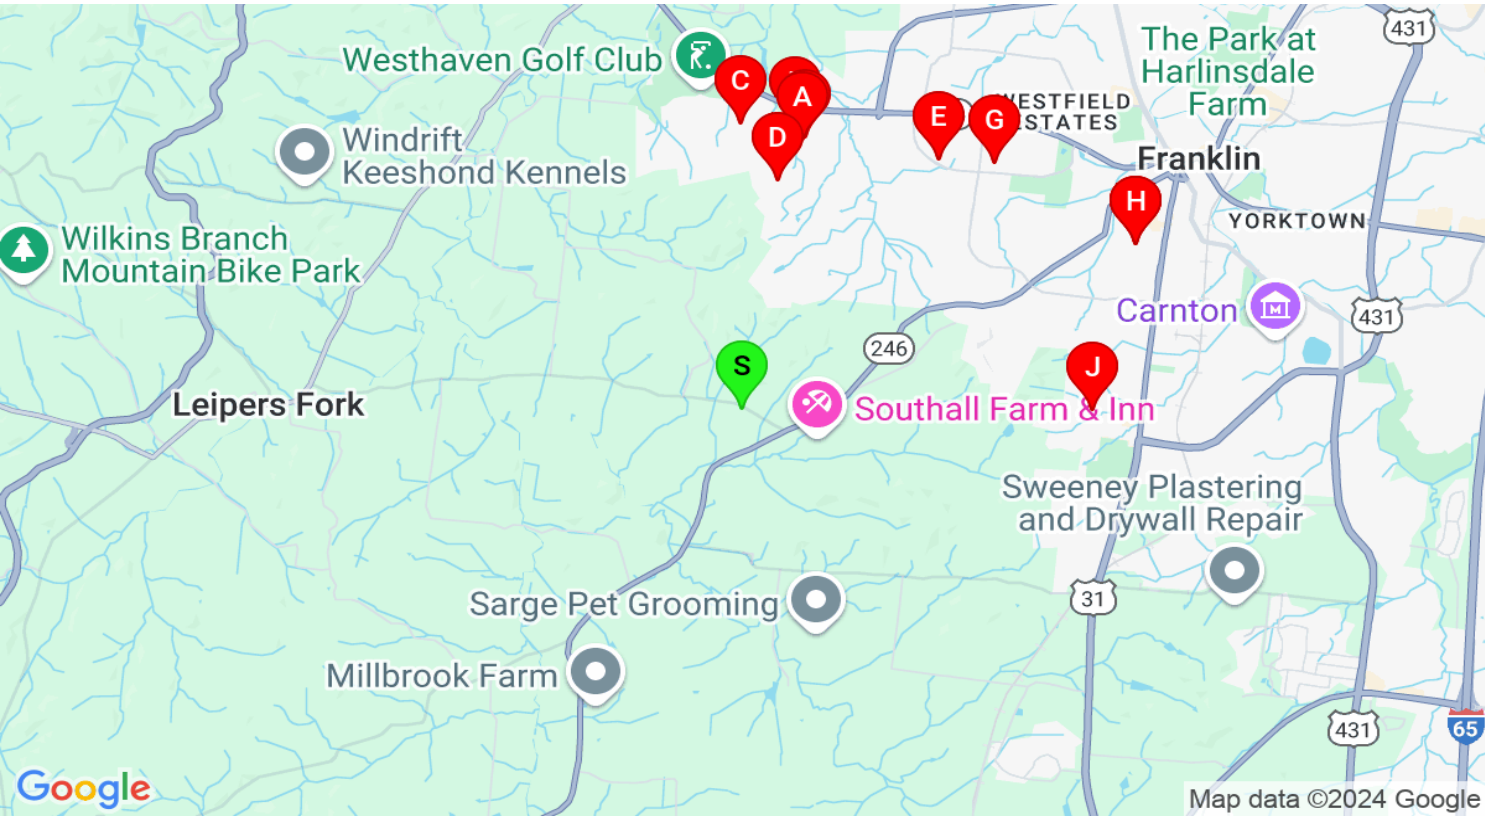 431
The Park at
Harlinsdale
Farm
Westhaven Golf Club
C
A
D
E
G
WESTFIELD
ESTATES
Windrift
Keeshond Kennels
Franklin
H
YORKTOWN
Wilkins Branch
Mountain Bike Park
Carnton
M
431
246
S
J
Leipers Fork
Southall Farm & Inn
Sweeney Plastering
and Drywall Repair
Sarge Pet Grooming
31
Millbrook Farm
431
65
Google
Map data ©2024 Google